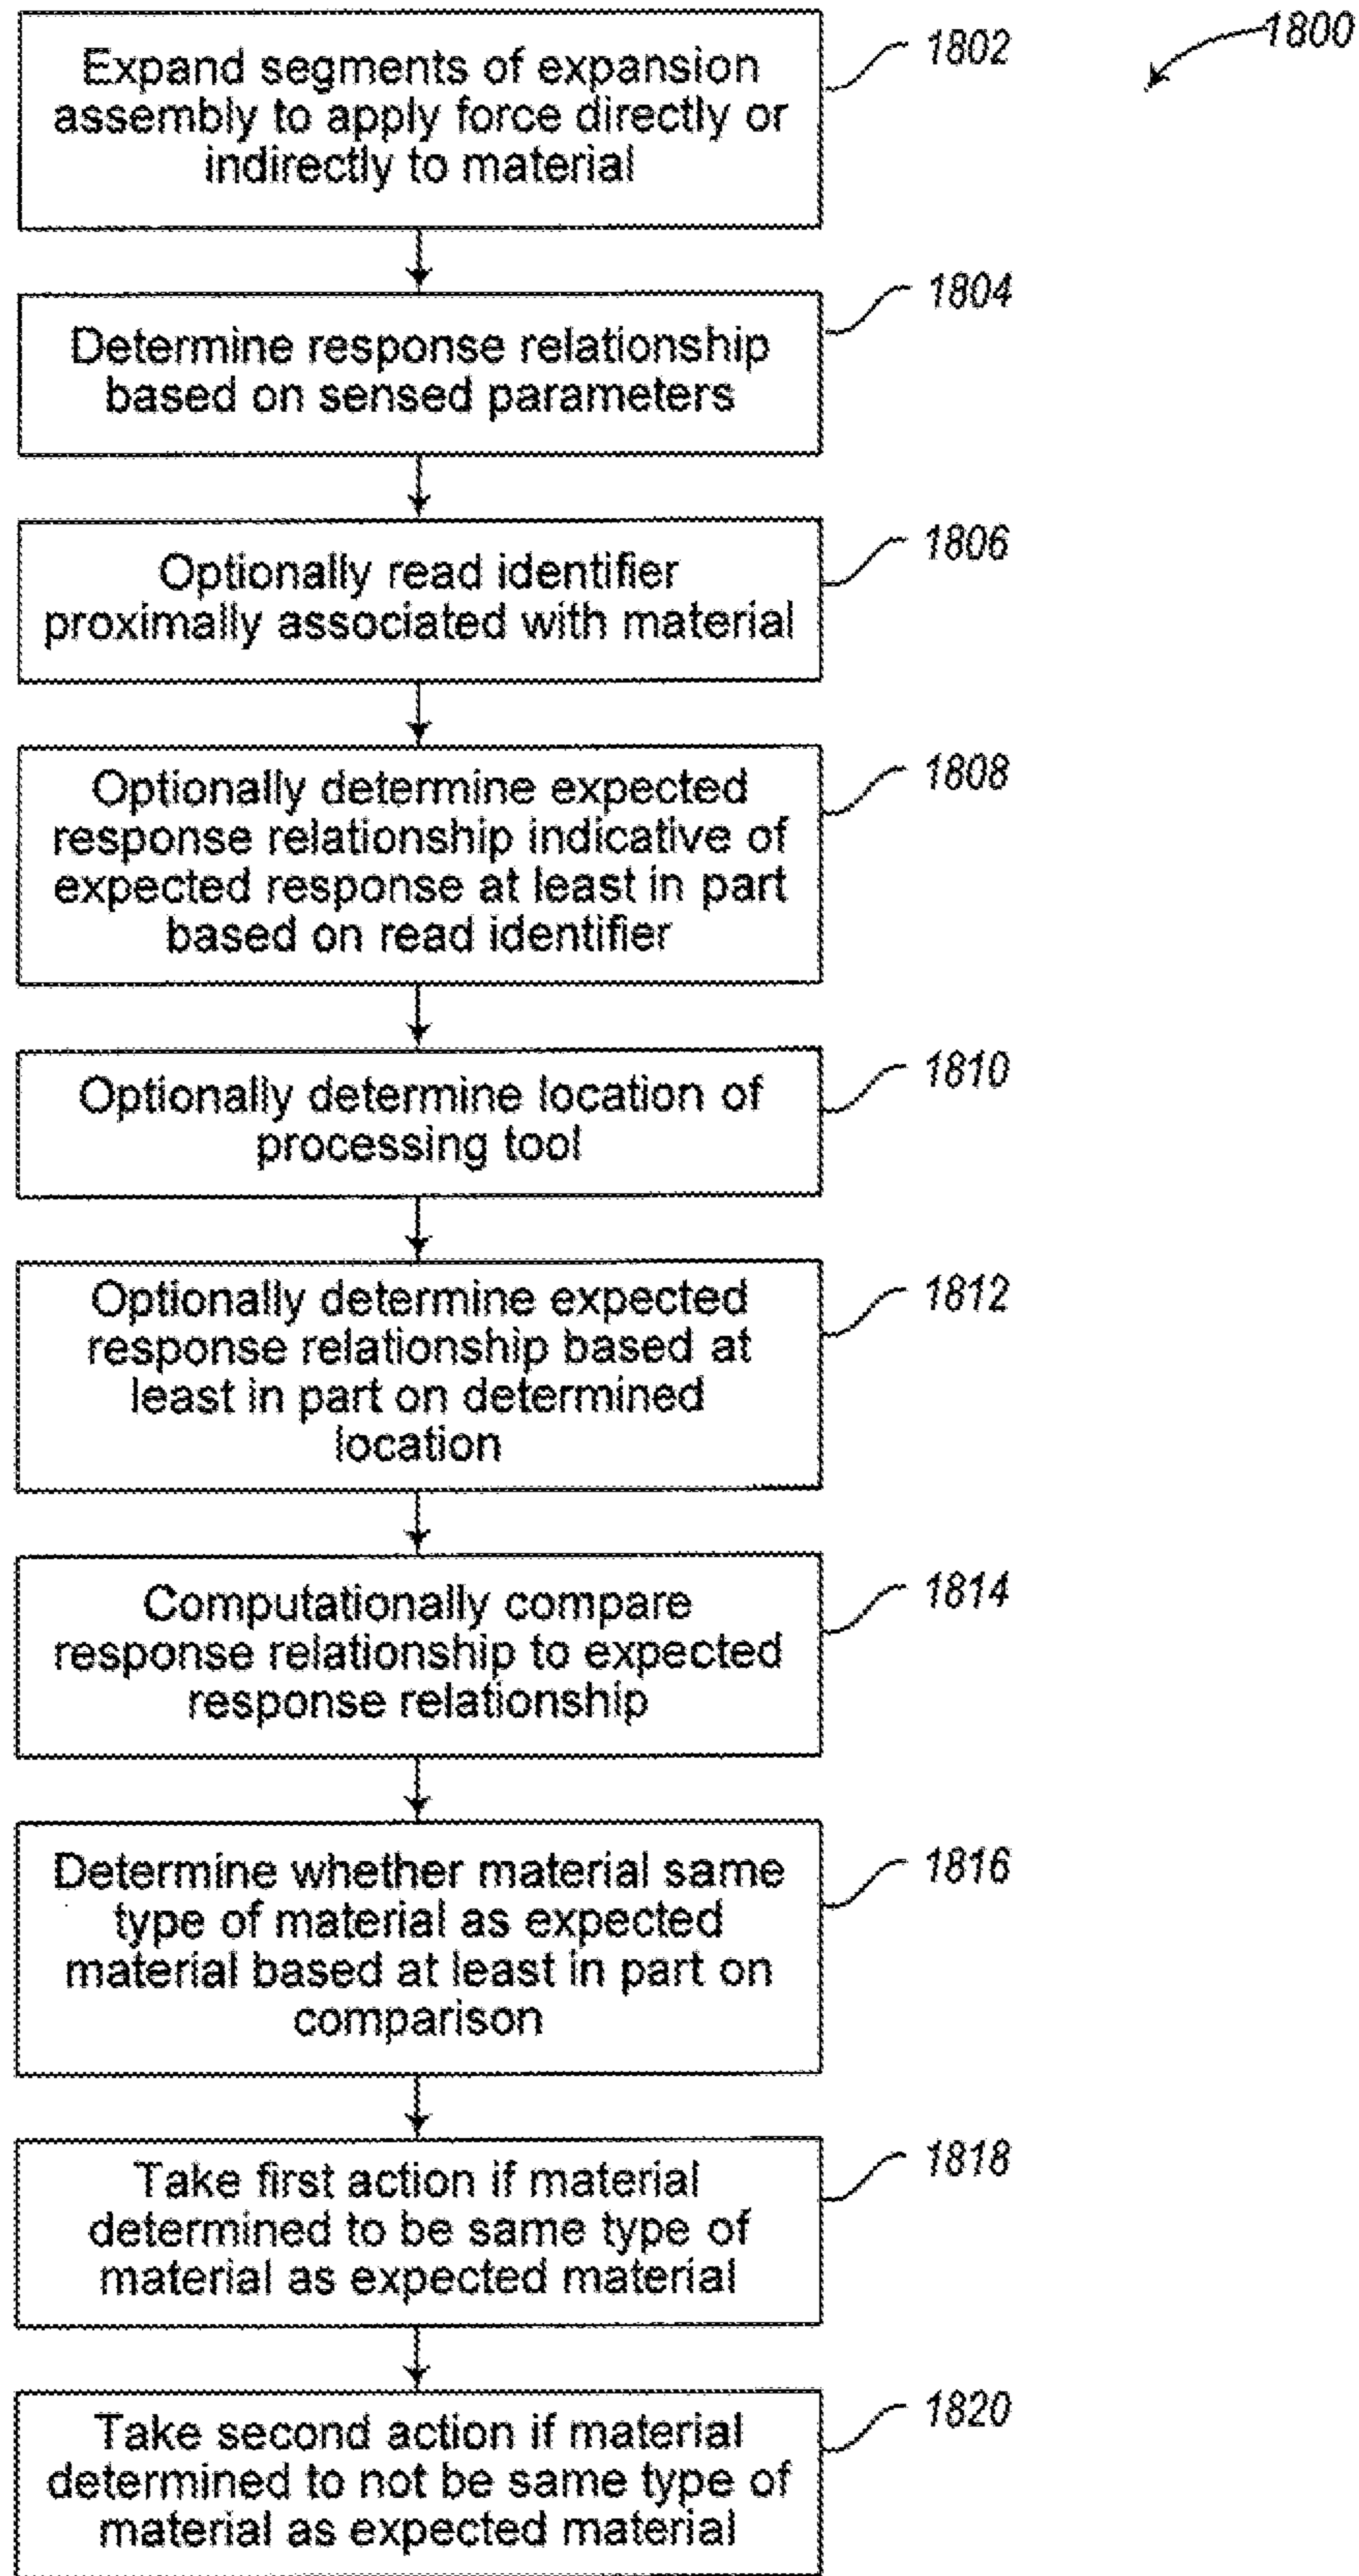 1800
Expand segments of expansion
assembly to apply force directly or
indirectly to material
1802
Determine response relationship
based on sensed parameters
1804
Optionally read identifier
proximally associated with material
1806
Optionally determine expected
response relationship indicative of
expected response at least in part
based on read identifier
1808
Optionally determine location of
processing tool
1810
Optionally determine expected
response relationship based at
least in part on determined
location
1812
Computationally compare
response relationship to expected
response relationship
1814
Determine whether material same
type of material as expected
material based at least in part on
comparison
1816
Take first action if material
determined to be same type of
material as expected material
1818
Take second action if material
determined to not be same type of
material as expected material
1820